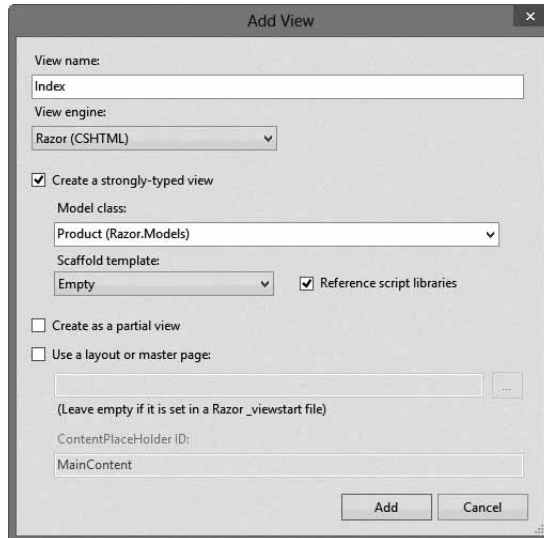 Add View
View name:
Index
View engine:
Razor (CSHTML)
Create a strongly-typed view
Model class:
Product (Razor.Models)
Scaffold template:
Empty
Reference script libraries
Create as a partial view
Use a layout or master page:
...
(Leave empty if it is set in a Razor _viewstart file)
ContentPlaceHolder ID:
MainContent
Add Cancel